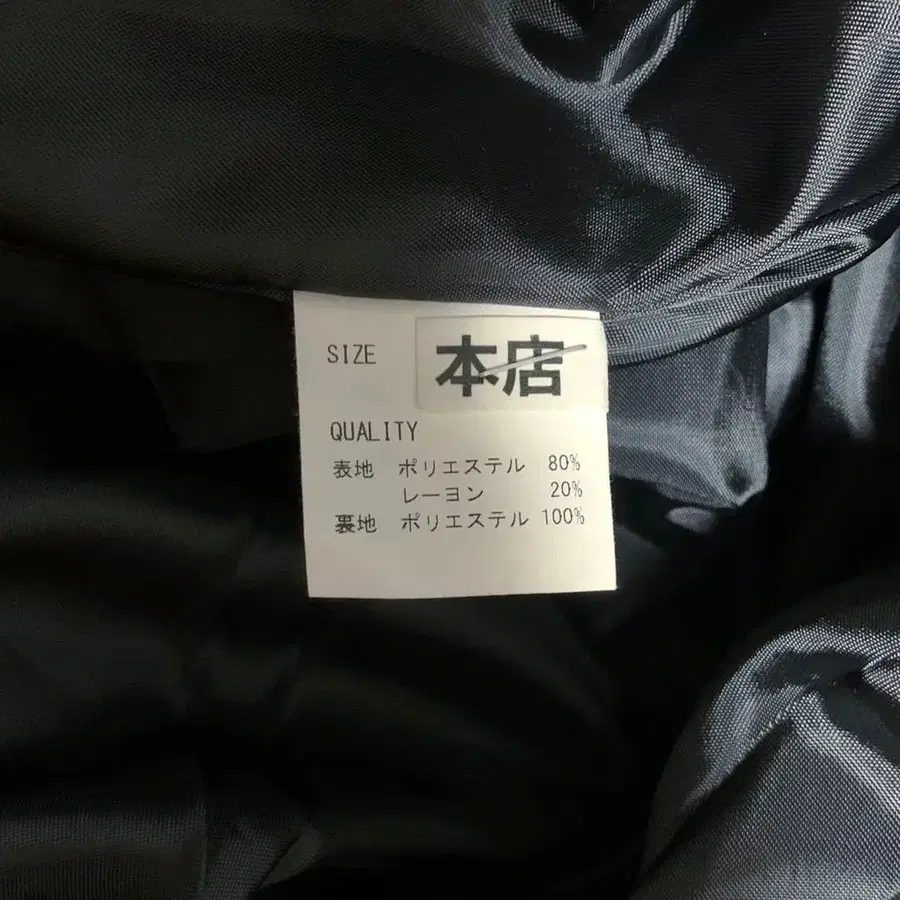 SIZE 本店
QUALITY
表地 ポリエステル 80%
レーヨン 20%
裏地 ポリエステル 100%